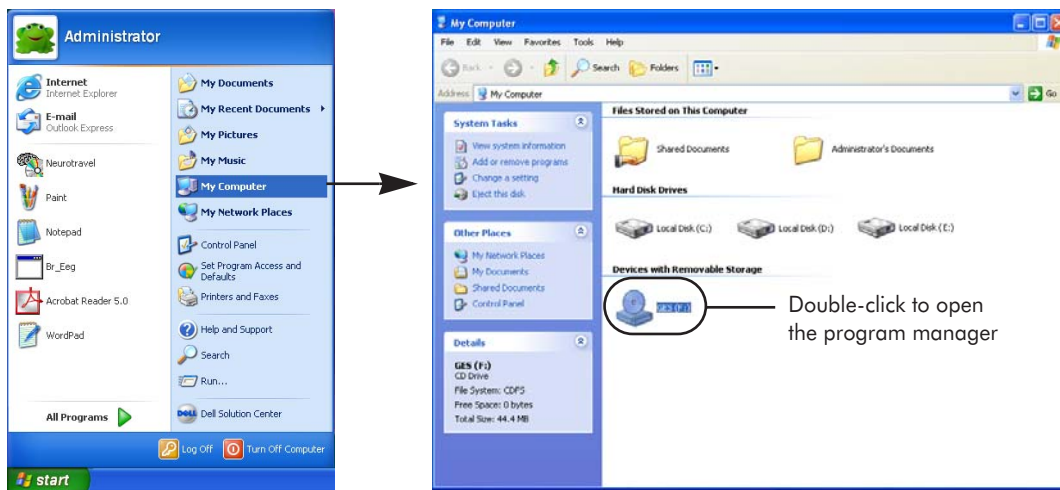 Administrator
Internet
Internet Explorer
E-mail
Outlook Express
Neurotravel
Paint
Notepad
Br_Eeg
Acrobat Reader 5.0
WordPad
All Programs
My Documents
My Recent Documents
My Pictures
My Music
My Computer
My Network Places
Control Panel
Set Program Access and
Defaults
Printers and Faxes
Help and Support
Search
Run...
DELL Dell Solution Center
Log Off Turn Off Computer
start
My Computer
File Edit View Favorites Tools Help
Back Search Folders
Address My Computer Go
System Tasks
View system information
Add or remove programs
Change a setting
Eject this disk
Other Places
My Network Places
My Documents
Shared Documents
Control Panel
Details
GES (F:)
CD Drive
File System: CDFS
Free Space: 0 bytes
Total Size: 44.4 MB
Files Stored on This Computer
Shared Documents Administrator's Documents
Hard Disk Drives
Local Disk (C:) Local Disk (D:) Local Disk (E:)
Devices with Removable Storage
GES (F:)
Double-click to open
the program manager